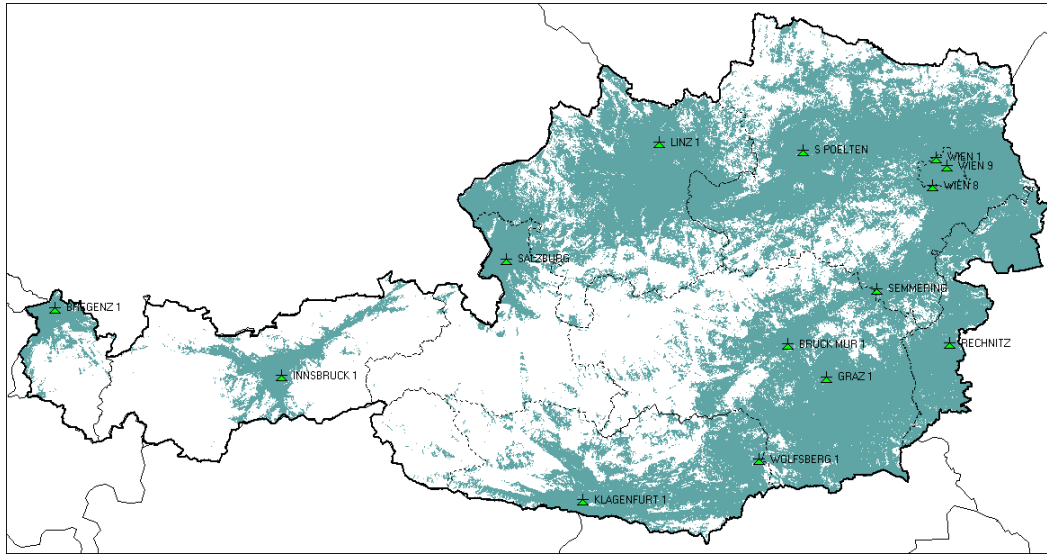 LINZ 1
S POELTEN
WIEN 1
WIEN 9
WIEN 8
SALZBURG
SEMMERING
BREGENZ 1
BRUCK MUR 1
RECHNITZ
INNSBRUCK 1
GRAZ 1
WOLFSBERG 1
KLAGENFURT 1